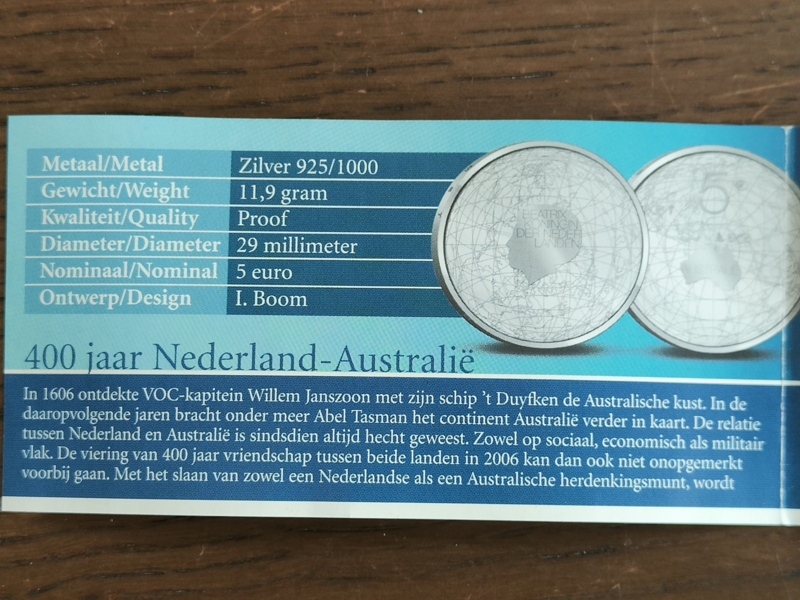 Metaal/Metal Zilver 925/1000
Gewicht/Weight 11,9 gram
Kwaliteit/Quality Proof
Diameter/Diameter 29 millimeter
Nominaal/Nominal 5 euro
Ontwerp/Design I. Boom
5
400 jaar Nederland-Australië
In 1606 ontdekte VOC-kapitein Willem Janszoon met zijn schip 't Duyfken de Australische kust. In de
daaropvolgende jaren bracht onder meer Abel Tasman het continent Australië verder in kaart. De relatie
tussen Nederland en Australië is sindsdien altijd hecht geweest. Zowel op sociaal, economisch als militair
vlak. De viering van 400 jaar vriendschap tussen beide landen in 2006 kan dan ook niet onopgemerkt
voorbij gaan. Met het slaan van zowel een Nederlandse als een Australische herdenkingsmunt, wordt